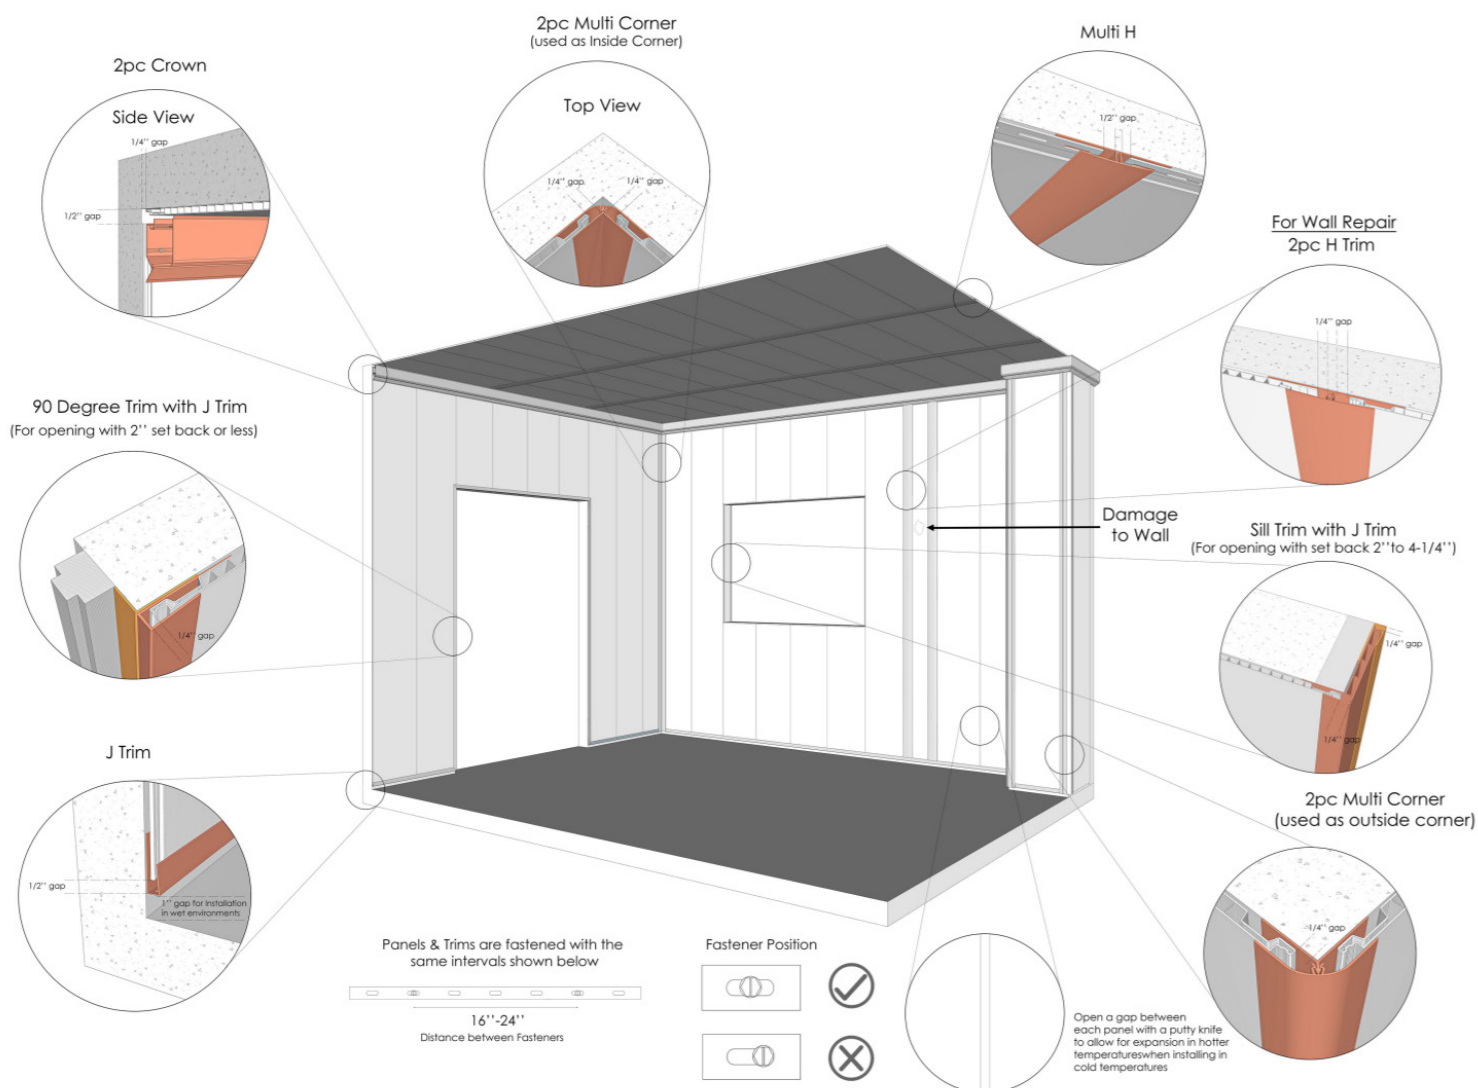 2pc Crown
Side View
1/4'' gap
1/2'' gap
2pc Multi Corner
(used as Inside Corner)
Top View
1/4'' gap
1/4'' gap
Multi H
1/2'' gap
For Wall Repair
2pc H Trim
1/4'' gap
90 Degree Trim with J Trim
(For opening with 2'' set back or less)
1/4'' gap
Damage
to Wall
Sill Trim with J Trim
(For opening with set back 2''to 4-1/4'')
1/4'' gap
1/4'' gap
J Trim
1/2'' gap
1'' gap for Installation
in wet environments
2pc Multi Corner
(used as outside corner)
1/4'' gap
Panels & Trims are fastened with the
same intervals shown below
16''-24''
Distance between Fasteners
Fastener Position
Open a gap between
each panel with a putty knife
to allow for expansion in hotter
temperatureswhen installing in
cold temperatures